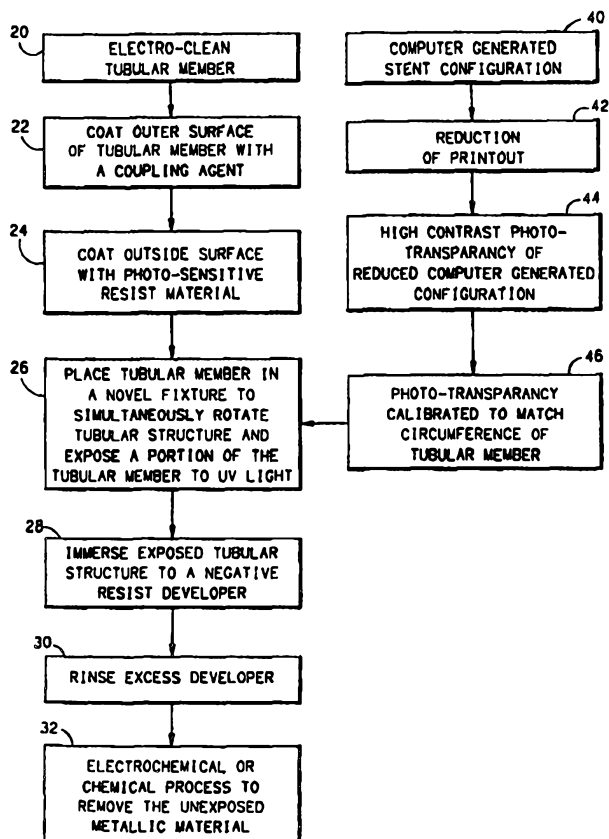 20
ELECTRO-CLEAN
TUBULAR MEMBER
22
COAT OUTER SURFACE
OF TUBULAR MEMBER WITH
A COUPLING AGENT
24
COAT OUTSIDE SURFACE
WITH PHOTO-SENSITIVE
RESIST MATERIAL
26
PLACE TUBULAR MEMBER IN
A NOVEL FIXTURE TO
SIMULTANEOUSLY ROTATE
TUBULAR STRUCTURE AND
EXPOSE A PORTION OF THE
TUBULAR MEMBER TO UV LIGHT
28
IMMERSE EXPOSED TUBULAR
STRUCTURE TO A NEGATIVE
RESIST DEVELOPER
30
RINSE EXCESS DEVELOPER
32
ELECTROCHEMICAL OR
CHEMICAL PROCESS TO
REMOVE THE UNEXPOSED
METALLIC MATERIAL
40
COMPUTER GENERATED
STENT CONFIGURATION
42
REDUCTION
OF PRINTOUT
44
HIGH CONTRAST PHOTO-
TRANSPARANCY OF
REDUCED COMPUTER GENERATED
CONFIGURATION
46
PHOTO-TRANSPARANCY
CALIBRATED TO MATCH
CIRCUMFERENCE OF
TUBULAR MEMBER